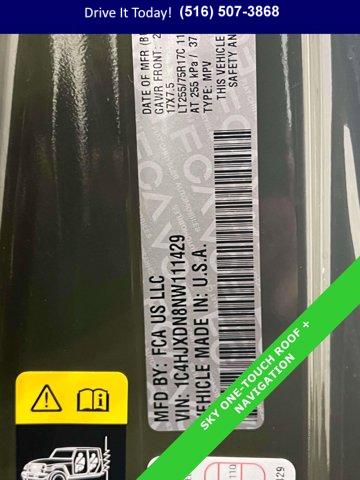 Drive It Today! (516) 507-3868
MFD BY: FCA US LLC
DATE OF MFR
GAWR FRONT:
17X7.5
LT255/75R17C
AT 255 kPa / 37
TYPE: MPV
THIS VEHICLE
SAFETY AN
VIN: 1C4HJXDN8NW111429
VEHICLE MADE IN: U.S.A.
SKY ONE-TOUCH ROOF +
NAVIGATION
110
429